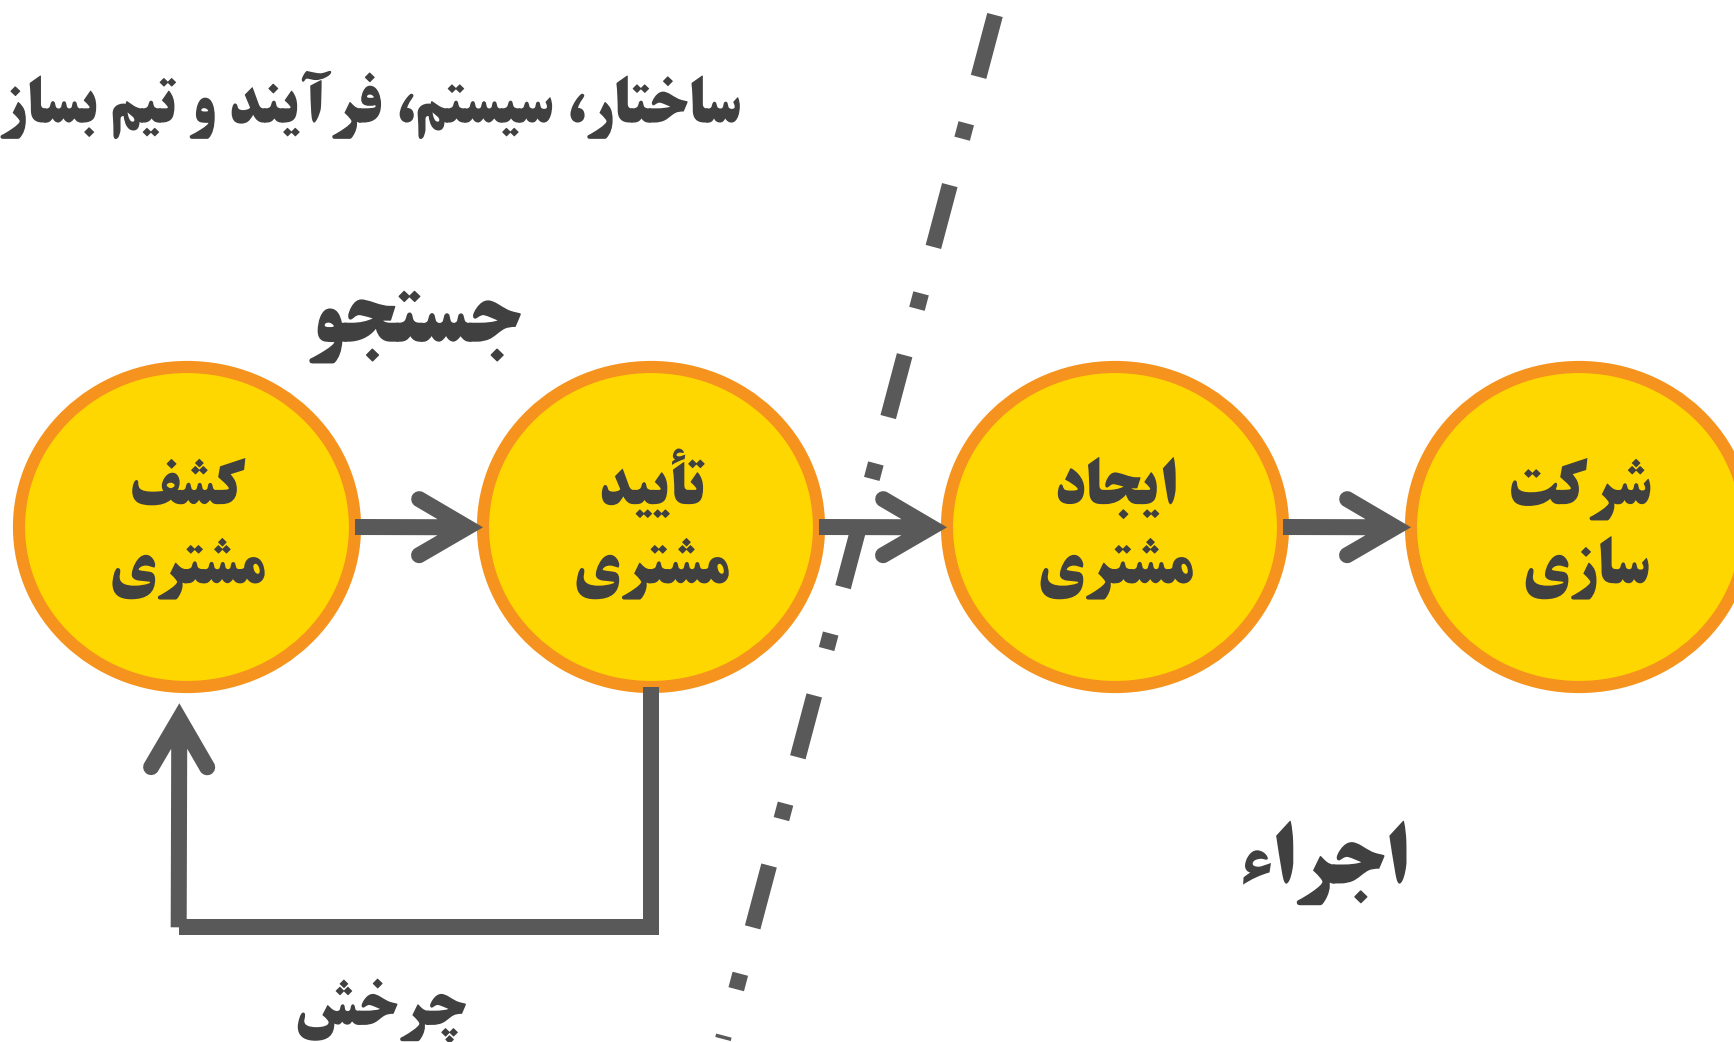 ساختار، سیستم، فرآیند و تیم بساز
جستجو
کشف
مشتری
تأیید
مشتری
ایجاد
مشتری
شرکت
سازی
اجراء
چرخش